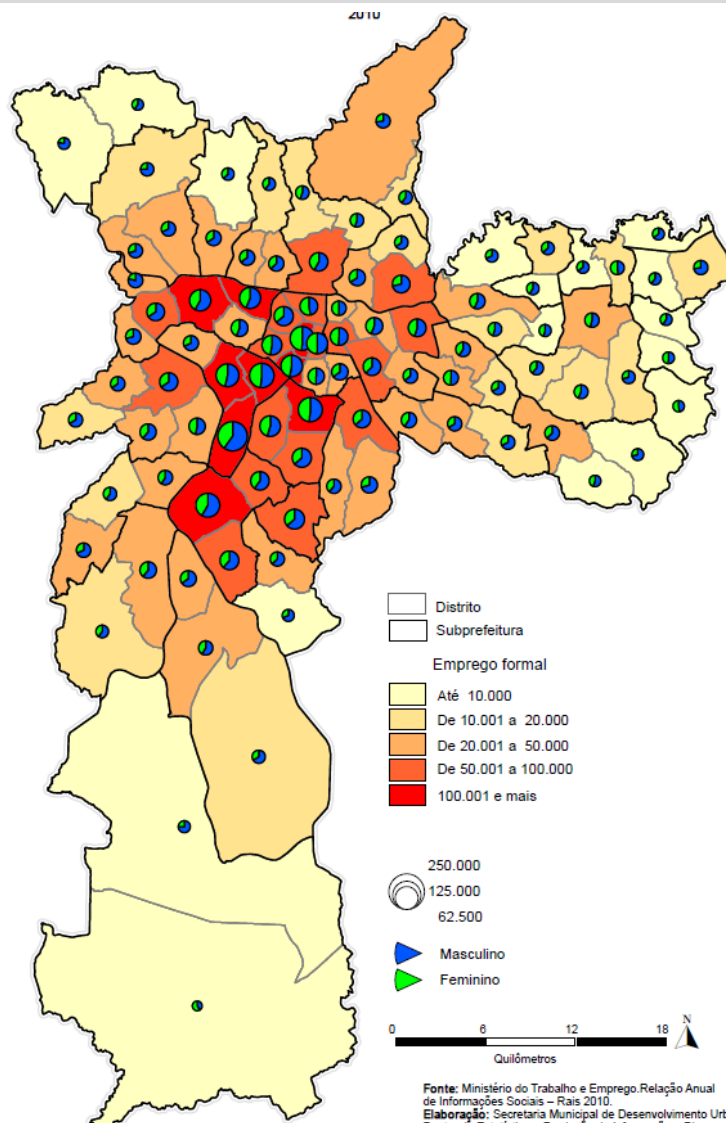 2010
Distrito
Subprefeitura
Emprego formal
Até 10.000
De 10.001 a 20.000
De 20.001 a 50.000
De 50.001 a 100.000
100.001 e mais
250.000
125.000
62.500
Masculino
Feminino
N
0 6 12 18
Quilômetros
Fonte: Ministério do Trabalho e Emprego.Relação Anual
de Informações Sociais – Rais 2010.
Elaboração: Secretaria Municipal de Desenvolvimento Urb